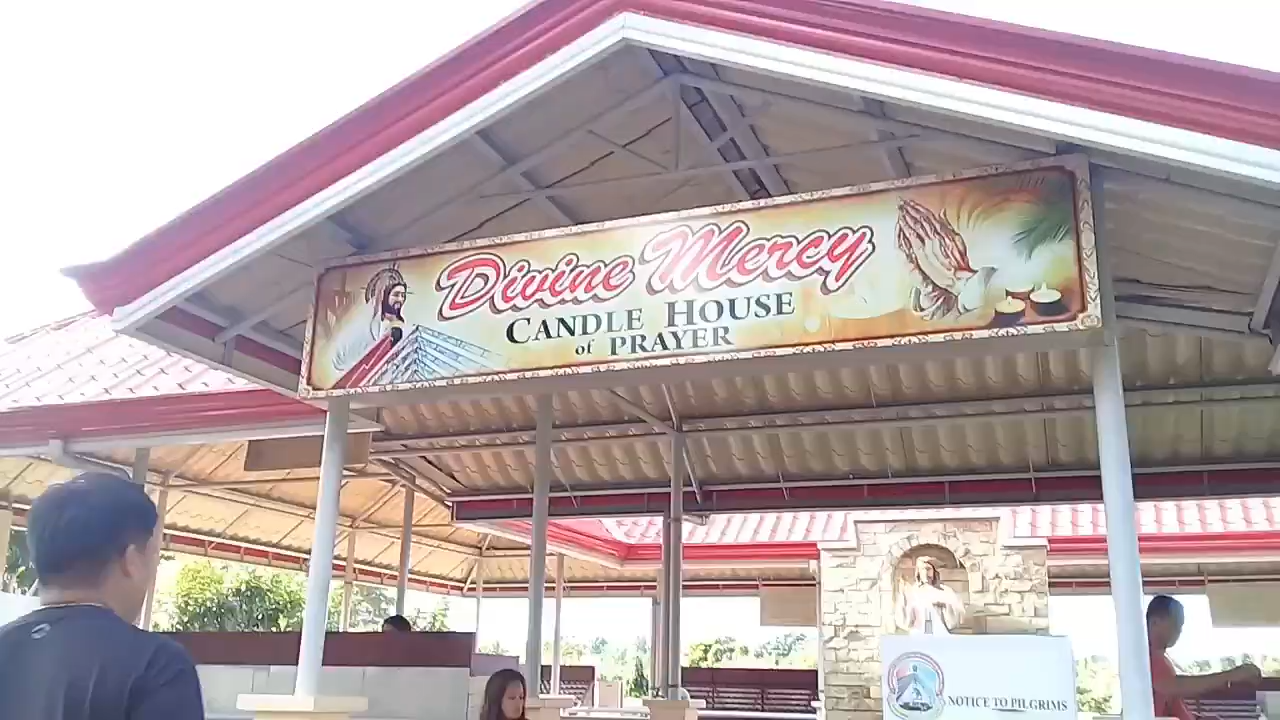 Divine Mercy
CANDLE HOUSE
of PRAYER
NOTICE TO PILGRIMS